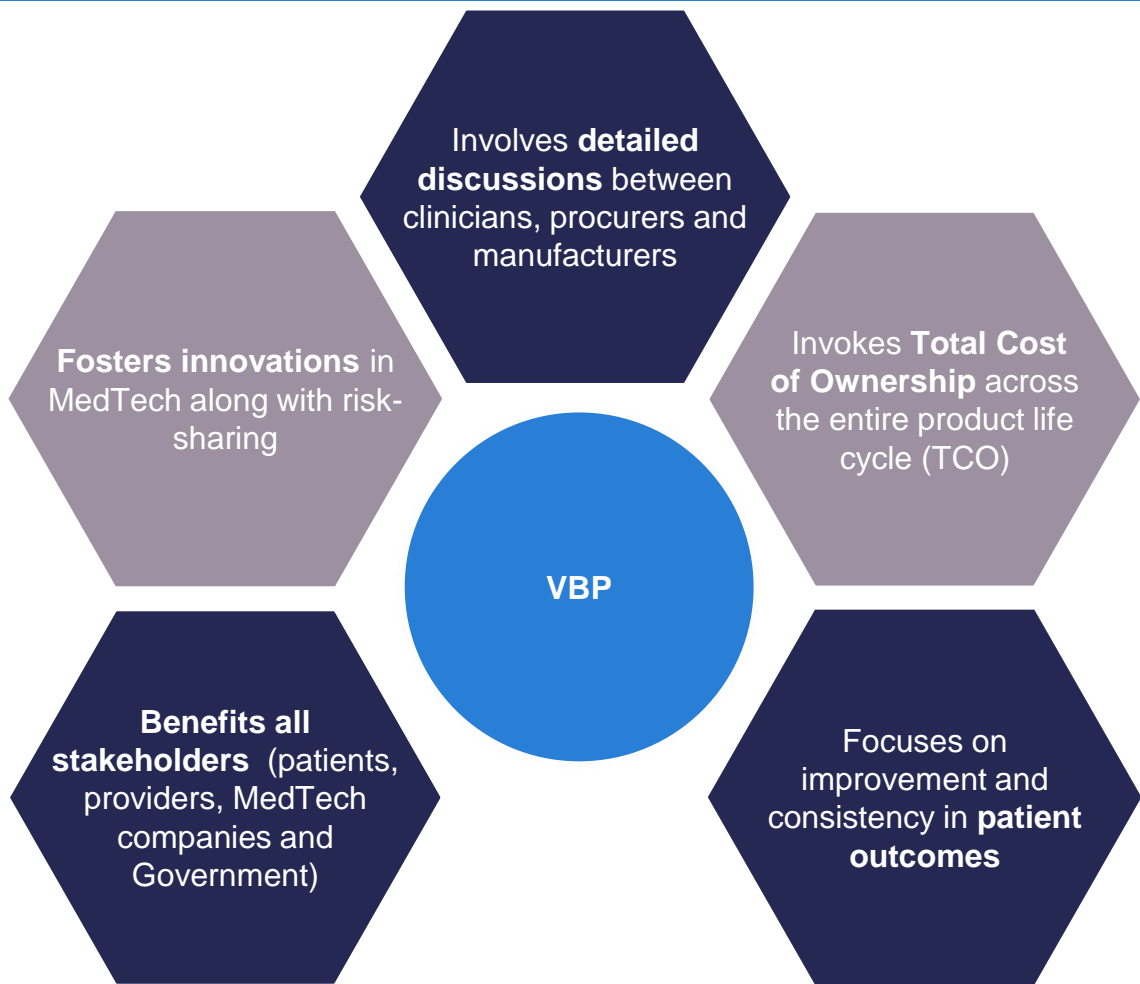 Involves detailed
discussions between
clinicians, procurers and
manufacturers
Fosters innovations in
MedTech along with risk-
sharing
Invokes Total Cost
of Ownership across
the entire product life
cycle (TCO)
VBP
Benefits all
stakeholders (patients,
providers, MedTech
companies and
Government)
Focuses on
improvement and
consistency in patient
outcomes